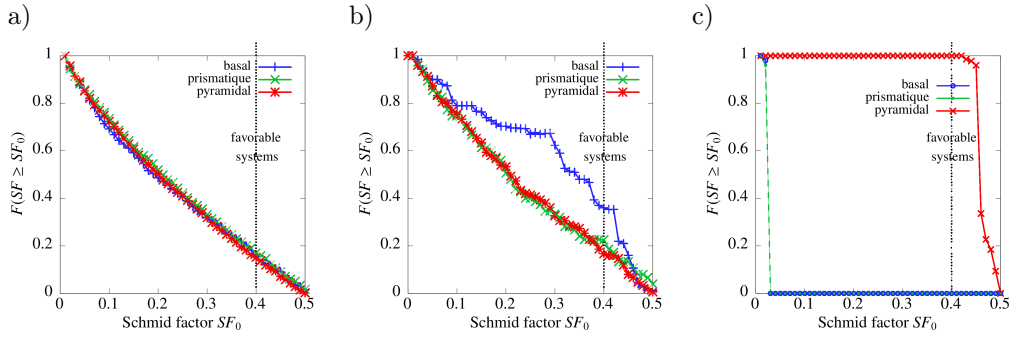 a)
1
0.8
0.6
0.4
0.2
0
F(SF ≥ SF0)
basal
prismatique
pyramidal
favorable
systems
0 0.1 0.2 0.3 0.4 0.5
Schmid factor SF0
b)
1
0.8
0.6
0.4
0.2
0
F(SF ≥ SF0)
basal
prismatique
pyramidal
favorable
systems
0 0.1 0.2 0.3 0.4 0.5
Schmid factor SF0
c)
1
0.8
0.6
0.4
0.2
0
F(SF ≥ SF0)
basal
prismatique
pyramidal
favorable
systems
0 0.1 0.2 0.3 0.4 0.5
Schmid factor SF0